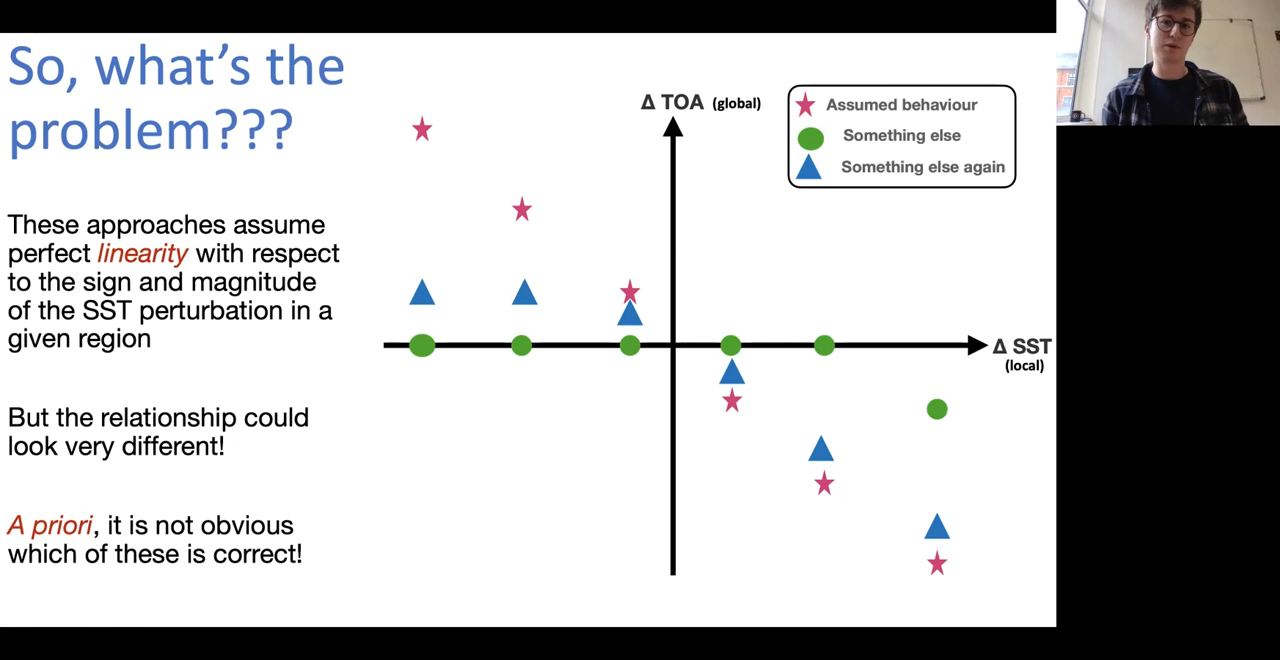 So, what's the
problem???
These approaches assume
perfect linearity with respect
to the sign and magnitude
of the SST perturbation in a
given region
But the relationship could
look very different!
A priori, it is not obvious
which of these is correct!
Δ TOA (global)
Assumed behaviour
Something else
Something else again
Δ SST
(local)